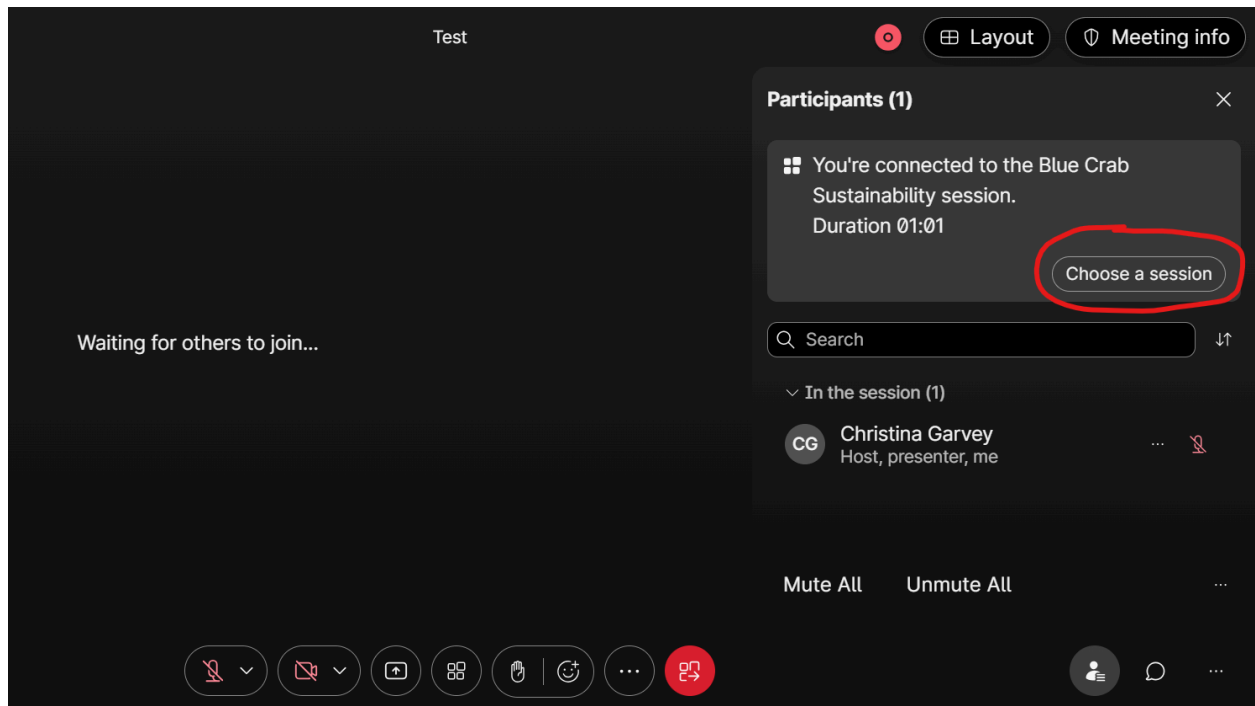 Test
Layout
Meeting info
Participants (1)
You're connected to the Blue Crab
Sustainability session.
Duration 01:01
Choose a session
Waiting for others to join...
Search
In the session (1)
CG
Christina Garvey
Host, presenter, me
Mute All
Unmute All